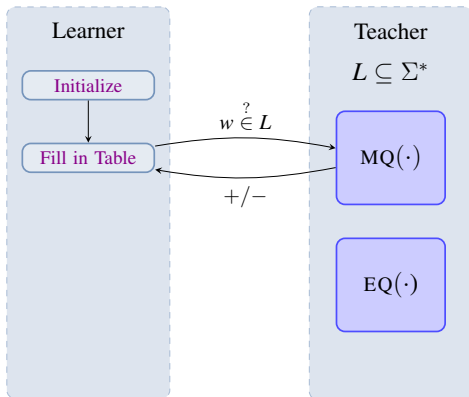 Learner
Initialize
Fill in Table
w ∈? L
+/−
Teacher
L ⊆ Σ*
MQ(·)
EQ(·)